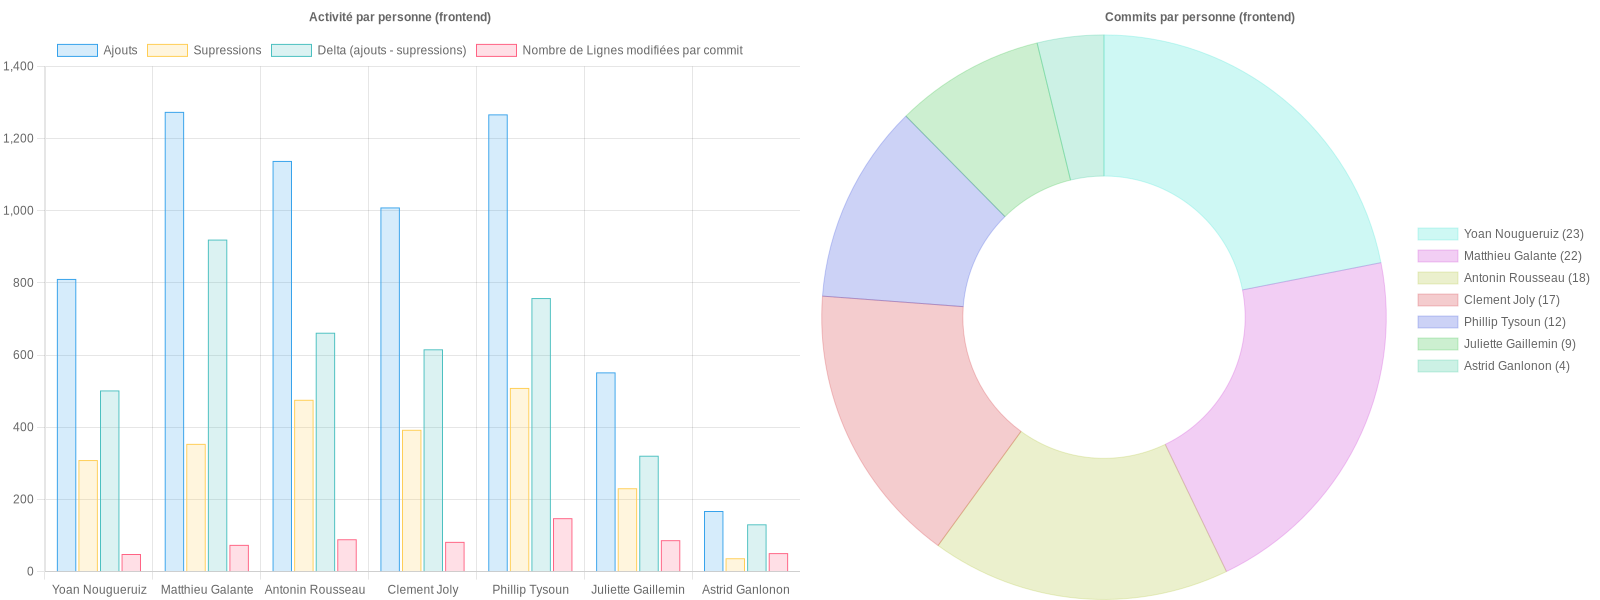 Activité par personne (frontend)
Ajouts
Supressions
Delta (ajouts - supressions)
Nombre de Lignes modifiées par commit
1,400
1,200
1,000
800
600
400
200
0
Yoan Nougueruiz
Matthieu Galante
Antonin Rousseau
Clement Joly
Phillip Tysoun
Juliette Gaillemin
Astrid Ganlonon
Commits par personne (frontend)
Yoan Nougueruiz (23)
Matthieu Galante (22)
Antonin Rousseau (18)
Clement Joly (17)
Phillip Tysoun (12)
Juliette Gaillemin (9)
Astrid Ganlonon (4)